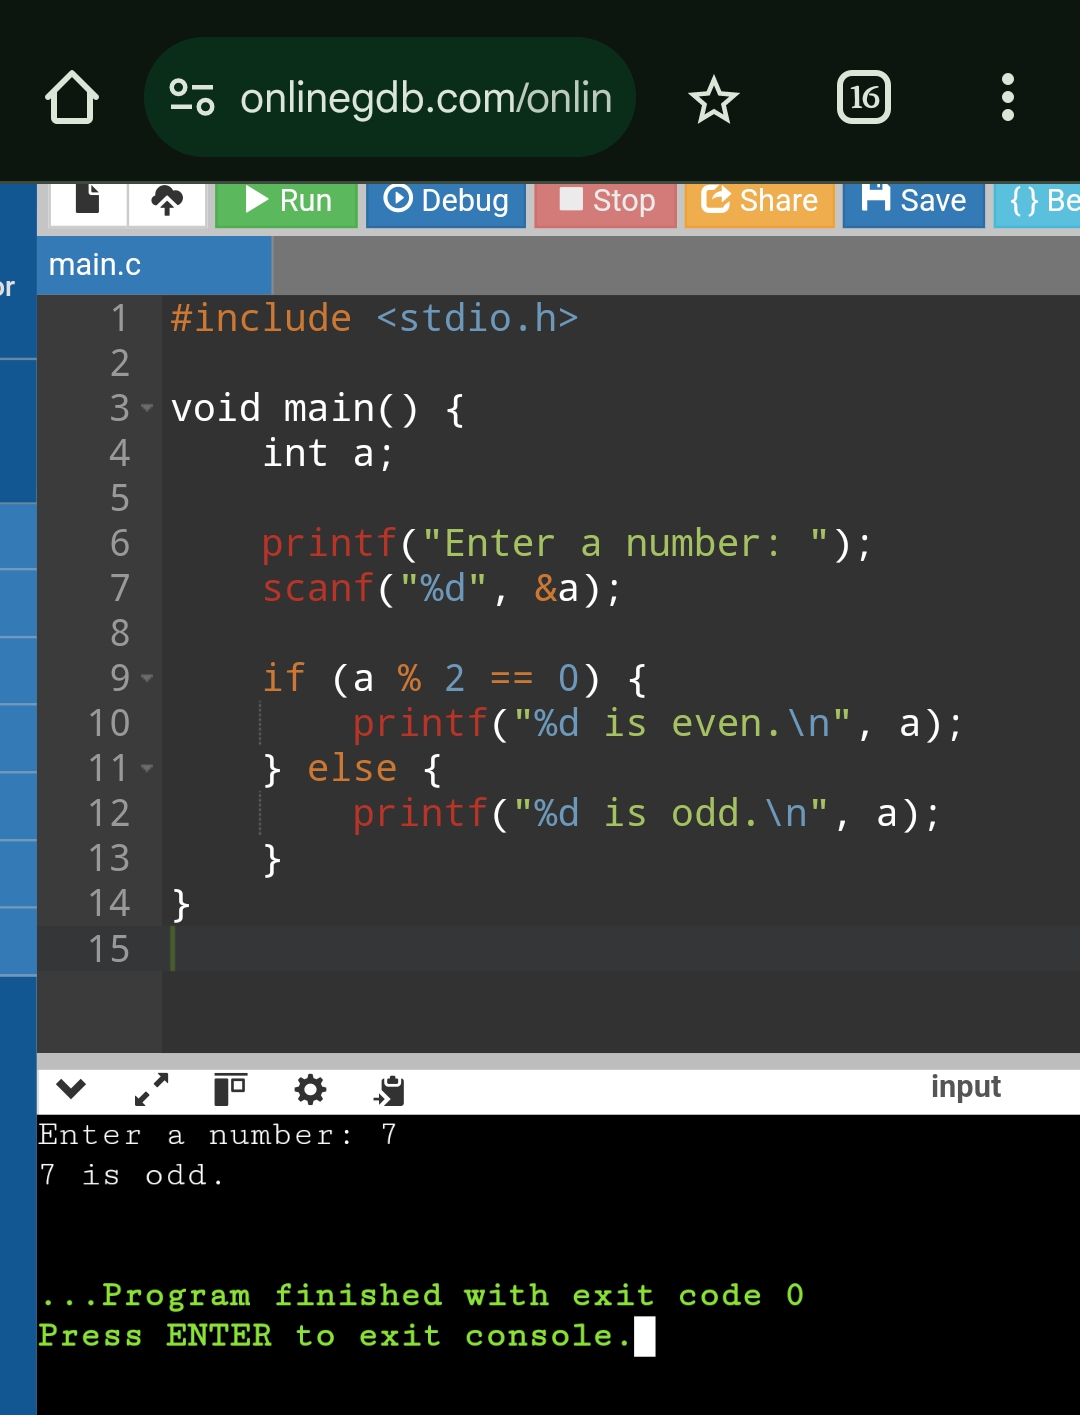 onlinegdb.com/onlin
16
Run
Debug
Stop
Share
Save
{ } Be
or
main.c
1 #include <stdio.h>
2
3 void main() {
4     int a;
5
6     printf("Enter a number: ");
7     scanf("%d", &a);
8
9     if (a % 2 == 0) {
10         printf("%d is even.\n", a);
11     } else {
12         printf("%d is odd.\n", a);
13     }
14 }
15
input
Enter a number: 7
7 is odd.
...Program finished with exit code 0
Press ENTER to exit console.